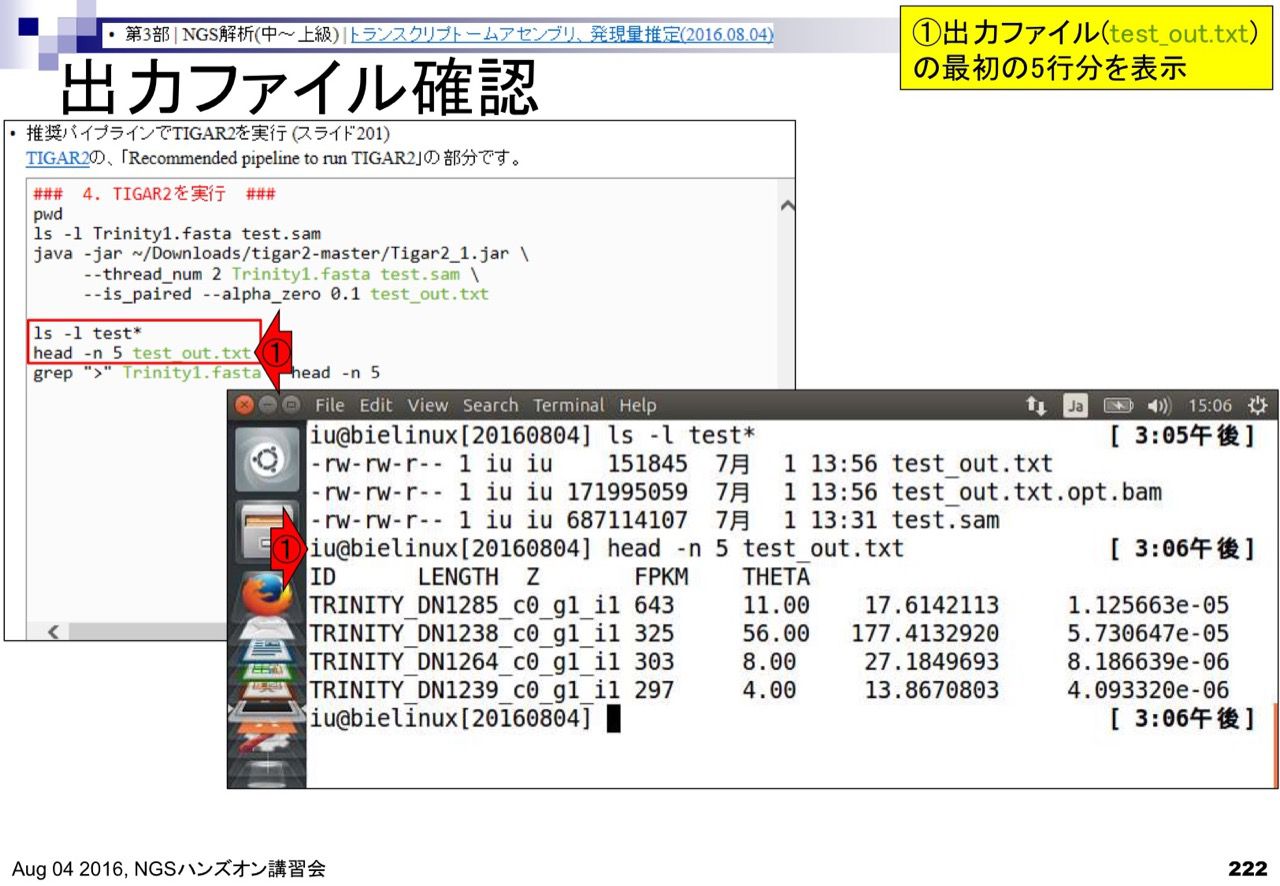 • 第3部 | NGS解析(中～上級) | トランスクリプトームアセンブリ、発現量推定(2016.08.04)
①出力ファイル(test_out.txt)
の最初の5行分を表示
出力ファイル確認
• 推奨パイプラインでTIGAR2を実行 (スライド201)
TIGAR2の、「Recommended pipeline to run TIGAR2」の部分です。
### 4. TIGAR2を実行 ###
pwd
ls -l Trinity1.fasta test.sam
java -jar ~/Downloads/tigar2-master/Tigar2_1.jar \
--thread_num 2 Trinity1.fasta test.sam \
--is_paired --alpha_zero 0.1 test_out.txt
ls -l test*
head -n 5 test_out.txt
①
grep ">" Trinity1.fasta head -n 5
File Edit View Search Terminal Help Ja 15:06
iu@bielinux[20160804] ls -l test* [ 3:05午後]
-rw-rw-r-- 1 iu iu 151845 7月 1 13:56 test_out.txt
-rw-rw-r-- 1 iu iu 171995059 7月 1 13:56 test_out.txt.opt.bam
-rw-rw-r-- 1 iu iu 687114107 7月 1 13:31 test.sam
①
iu@bielinux[20160804] head -n 5 test_out.txt [ 3:06午後]
ID LENGTH Z FPKM THETA
TRINITY_DN1285_c0_g1_i1 643 11.00 17.6142113 1.125663e-05
TRINITY_DN1238_c0_g1_i1 325 56.00 177.4132920 5.730647e-05
TRINITY_DN1264_c0_g1_i1 303 8.00 27.1849693 8.186639e-06
TRINITY_DN1239_c0_g1_i1 297 4.00 13.8670803 4.093320e-06
iu@bielinux[20160804] [ 3:06午後]
Aug 04 2016, NGSハンズオン講習会
222